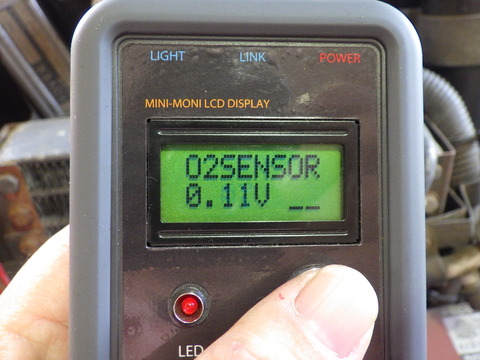 LIGHT LINK POWER
MINI-MONI LCD DISPLAY
O2SENSOR
0.11V __
LED